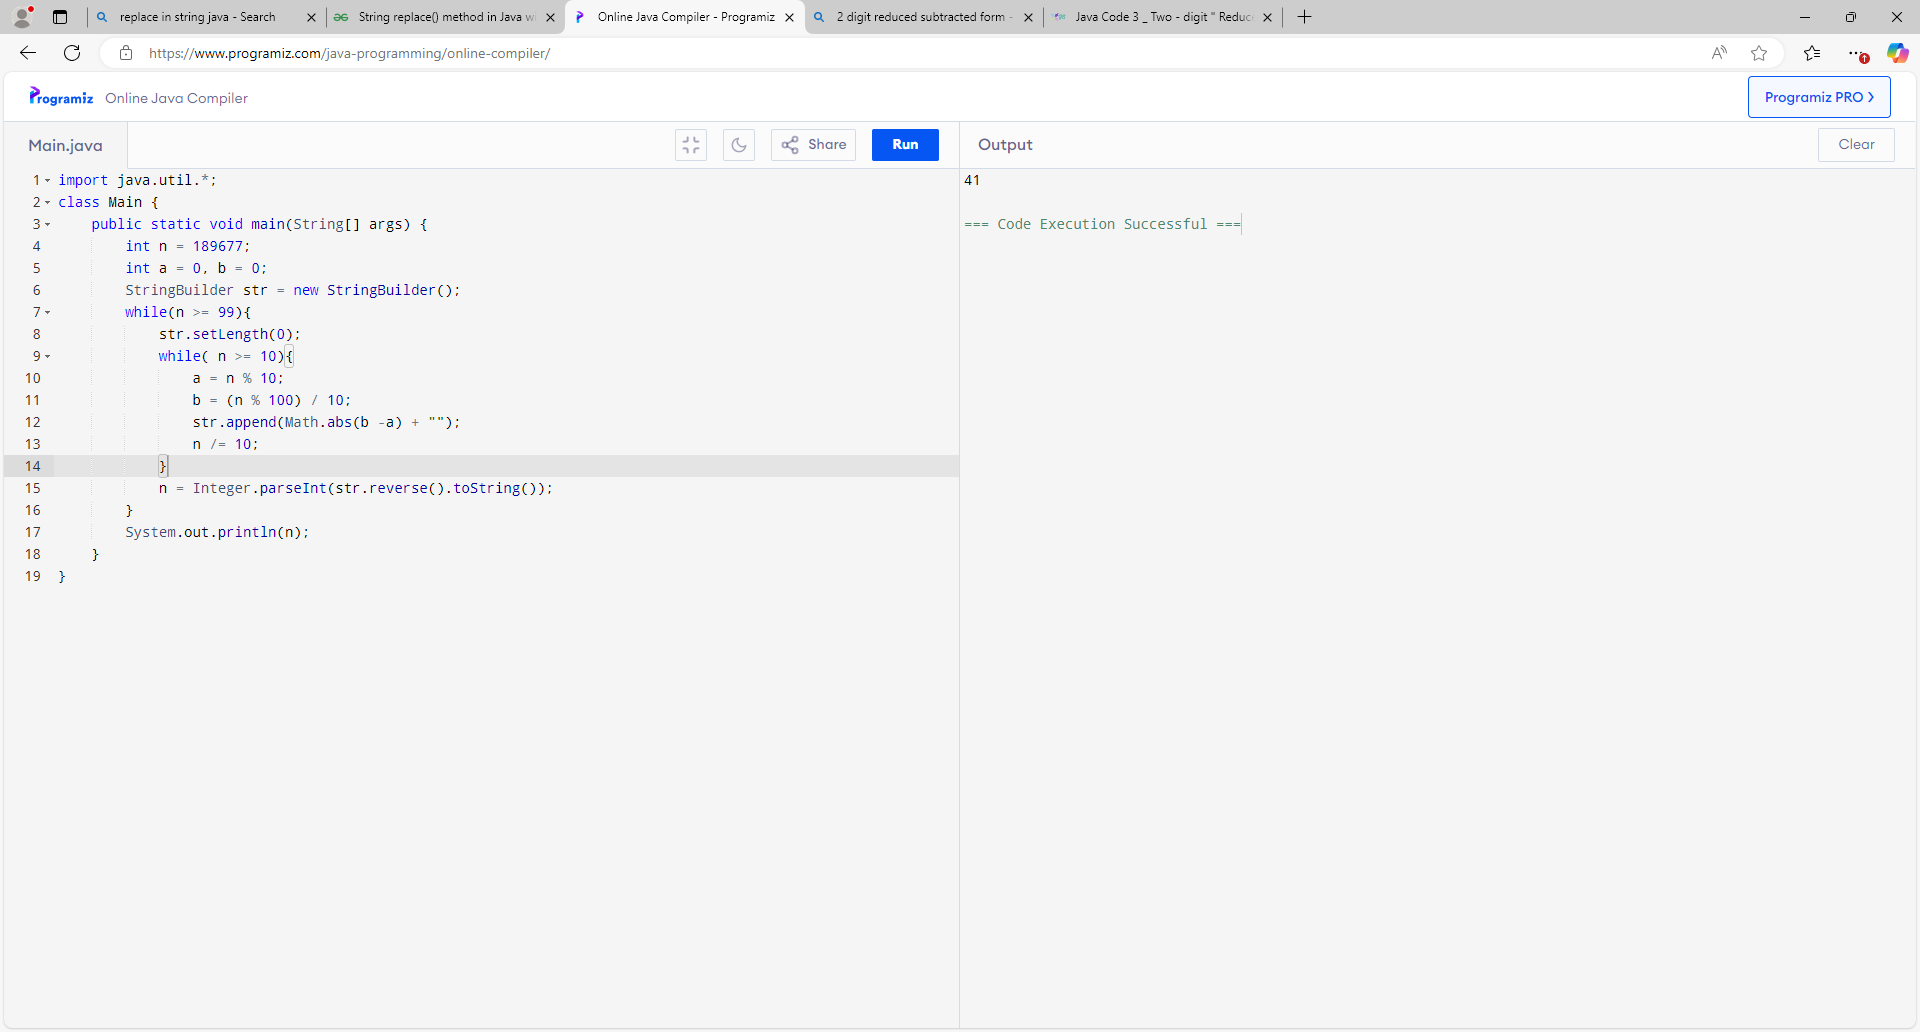 replace in string java - Search
String replace() method in Java wi
Online Java Compiler - Programiz
2 digit reduced subtracted form -
Java Code 3 _ Two - digit " Reduce
https://www.programiz.com/java-programming/online-compiler/
Programiz Online Java Compiler
Programiz PRO >
Main.java
Share
Run
Output
Clear
1 import java.util.*;
2 class Main {
3     public static void main(String[] args) {
4         int n = 189677;
5         int a = 0, b = 0;
6         StringBuilder str = new StringBuilder();
7         while(n >= 99){
8             str.setLength(0);
9             while( n >= 10){
10                 a = n % 10;
11                 b = (n % 100) / 10;
12                 str.append(Math.abs(b -a) + "");
13                 n /= 10;
14             }
15             n = Integer.parseInt(str.reverse().toString());
16         }
17         System.out.println(n);
18     }
19 }
41
=== Code Execution Successful ===